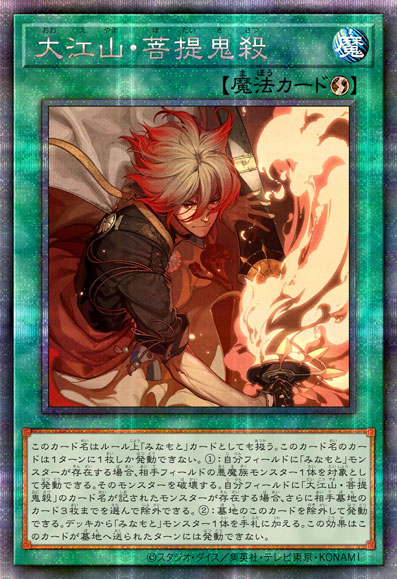 おおえやま ぼだいきさつ
大江山・菩提鬼殺
魔
まほう
【魔法カード】
このカード名はルール上「みなもと」カードとしても扱う。このカード名のカー
ドは1ターンに1枚しか発動できない。①：自分フィールドに「みなもと」モン
スターが存在する場合、相手フィールドの悪魔族モンスター1体を対象とし
て発動できる。そのモンスターを破壊する。自分フィールドに「大江山・菩提
鬼殺」のカード名が記されたモンスターが存在する場合、さらに相手墓地の
カード3枚までを選んで除外できる。②：墓地のこのカードを除外して発動
できる。デッキから「みなもと」モンスター1体を手札に加える。この効果はこ
のカードが墓地へ送られたターンには発動できない。
©スタジオ・ダイス／集英社・テレビ東京・KONAMI